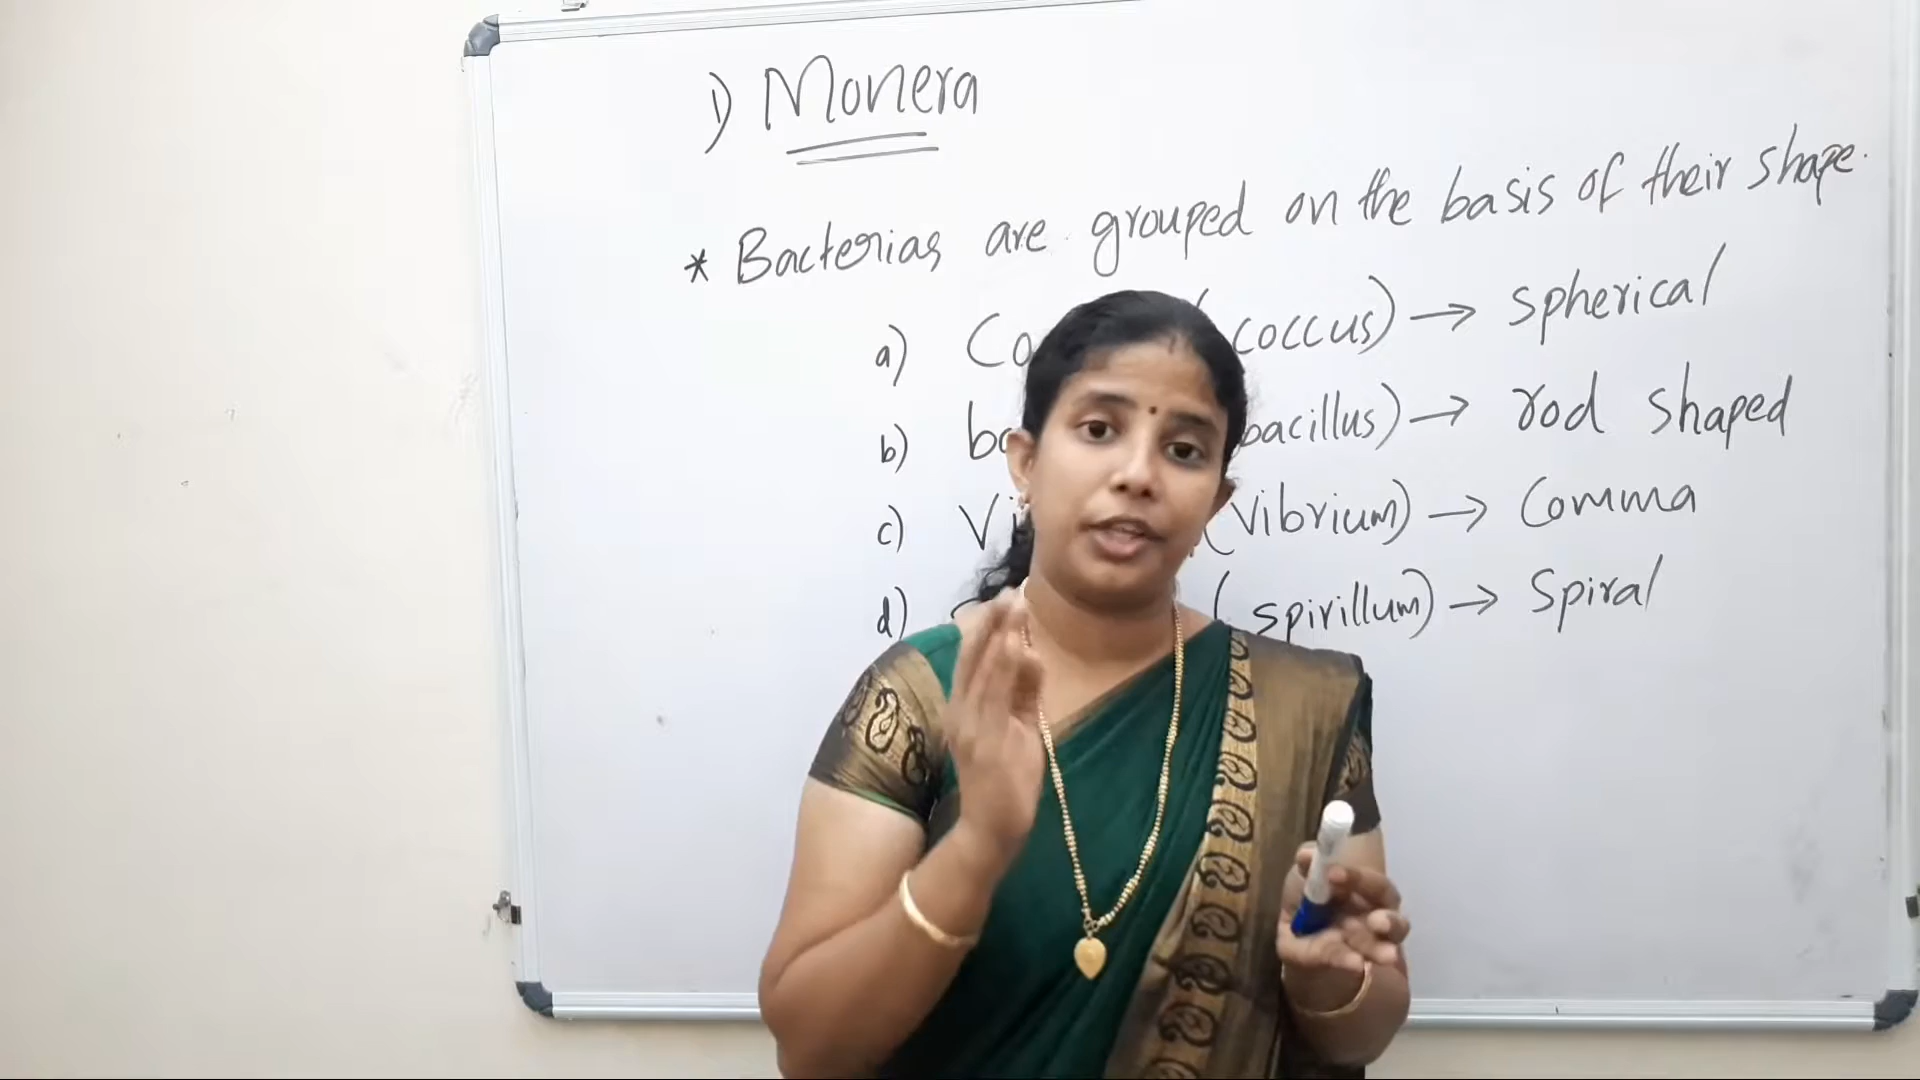 1) Monera
* Bacterias are grouped on the basis of their shape.
a) (coccus) → spherical
b) bacillus) → rod shaped
c) (Vibrium) → Comma
d) (spirillum) → Spiral